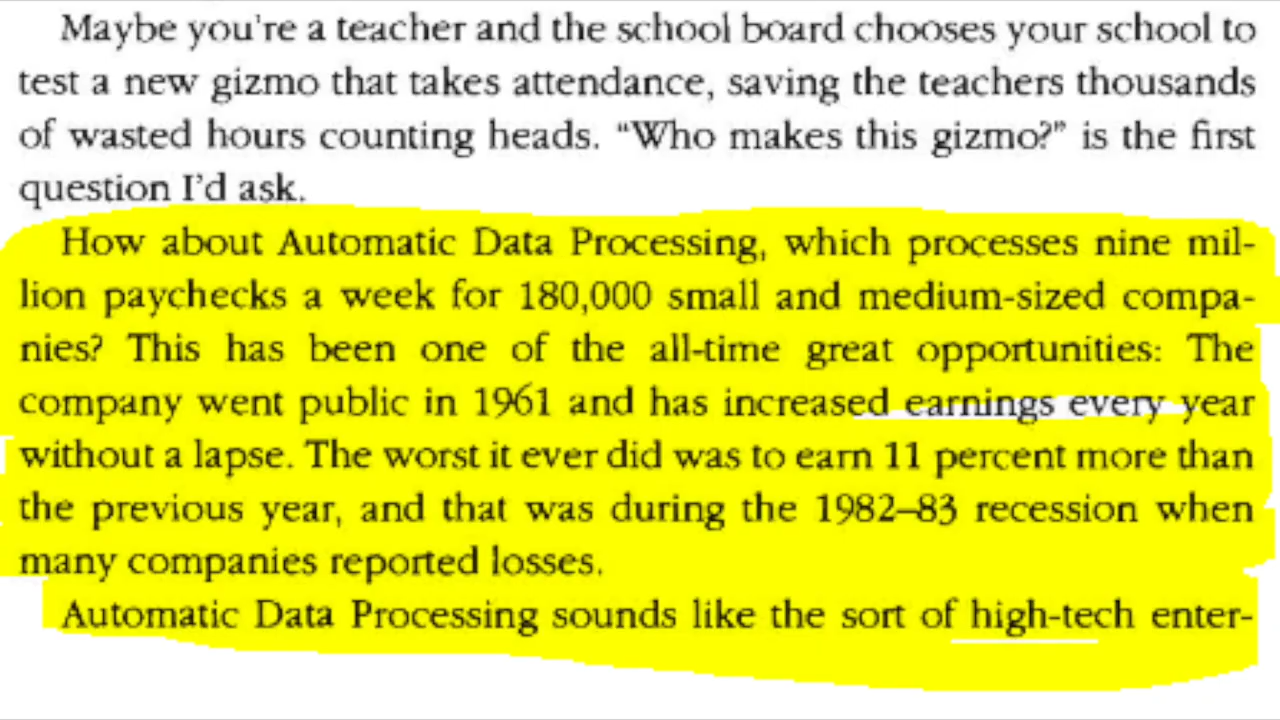 Maybe you're a teacher and the school board chooses your school to
test a new gizmo that takes attendance, saving the teachers thousands
of wasted hours counting heads. “Who makes this gizmo?” is the first
question I'd ask.
How about Automatic Data Processing, which processes nine mil-
lion paychecks a week for 180,000 small and medium-sized compa-
nies? This has been one of the all-time great opportunities: The
company went public in 1961 and has increased earnings every year
without a lapse. The worst it ever did was to earn 11 percent more than
the previous year, and that was during the 1982–83 recession when
many companies reported losses.
Automatic Data Processing sounds like the sort of high-tech enter-